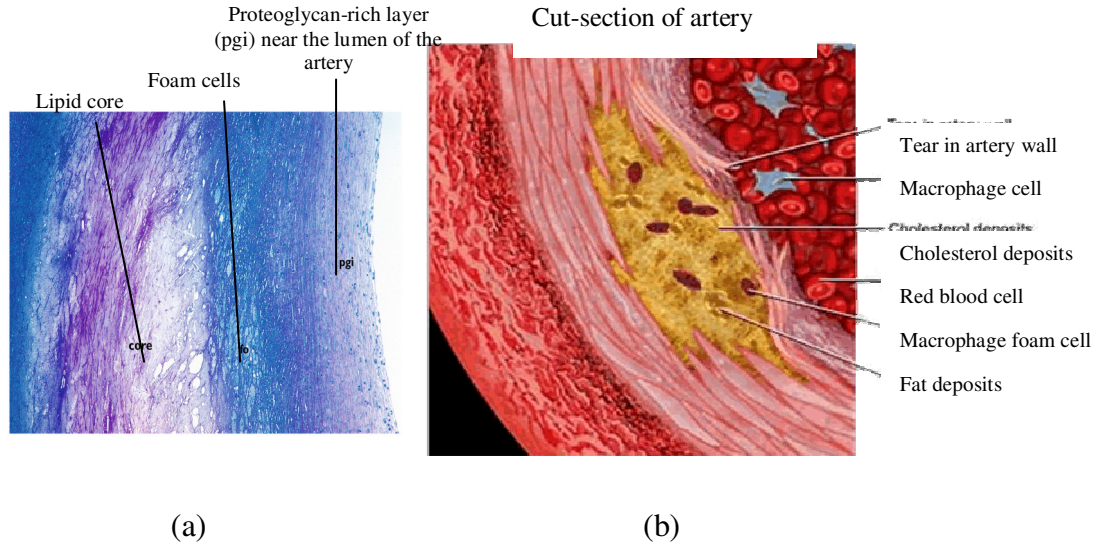 Proteoglycan-rich layer
(pgi) near the lumen of the
artery
Foam cells
Lipid core
pgi
core
fo
(a)
Cut-section of artery
Tear in artery wall
Tear in artery wall
Macrophage cell
Cholesterol deposits
Cholesterol deposits
Red blood cell
Macrophage foam cell
Fat deposits
(b)